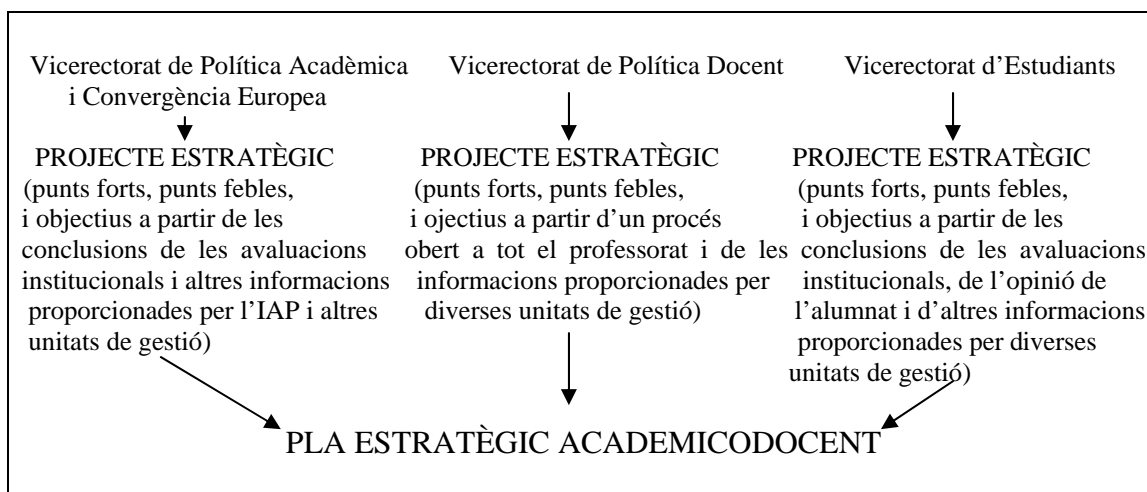 Vicerectorat de Política Acadèmica
i Convergència Europea
PROJECTE ESTRATÈGIC
(punts forts, punts febles,
i objectius a partir de les
conclusions de les avaluacions
institucionals i altres informacions
proporcionades per l’IAP i altres
unitats de gestió)
Vicerectorat de Política Docent
PROJECTE ESTRATÈGIC
(punts forts, punts febles,
i ojectius a partir d’un procés
obert a tot el professorat i de les
informacions proporcionades per
diverses unitats de gestió)
Vicerectorat d’Estudiants
PROJECTE ESTRATÈGIC
(punts forts, punts febles,
i objectius a partir de les
conclusions de les avaluacions
institucionals, de l’opinió de
l’alumnat i d’altres informacions
proporcionades per diverses
unitats de gestió)
PLA ESTRATÈGIC ACADEMICODOCENT